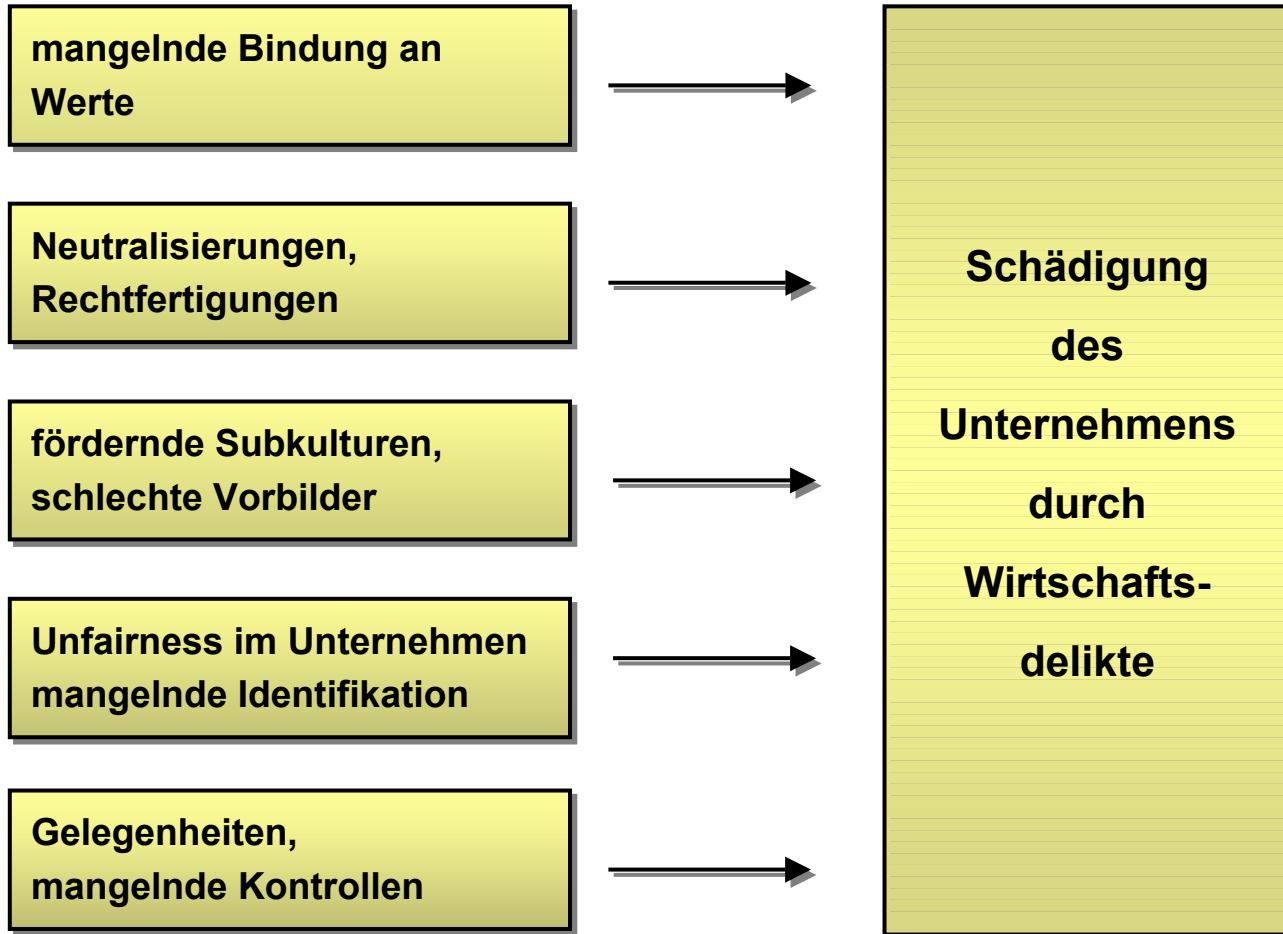 mangelnde Bindung an
Werte
Neutralisierungen,
Rechtfertigungen
fördernde Subkulturen,
schlechte Vorbilder
Unfairness im Unternehmen
mangelnde Identifikation
Gelegenheiten,
mangelnde Kontrollen
Schädigung
des
Unternehmens
durch
Wirtschafts-
delikte